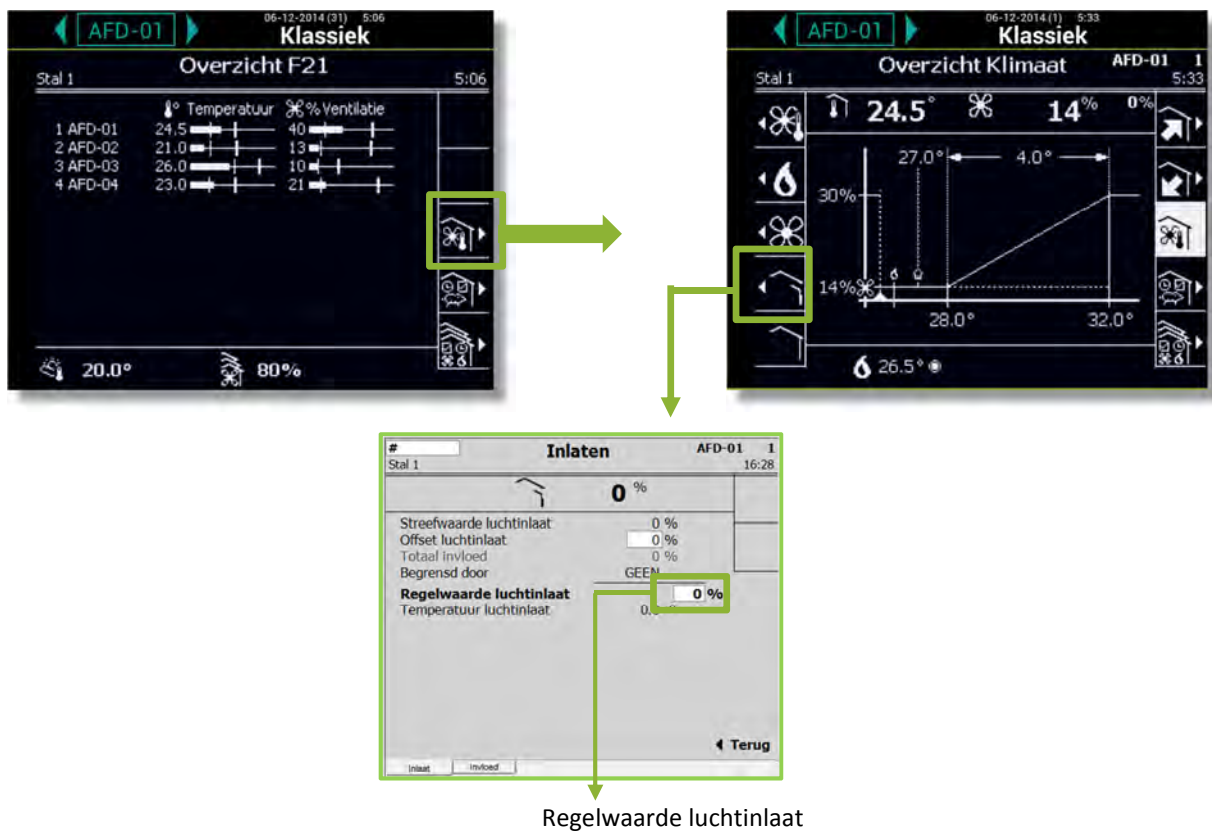 AFD-01
06-12-2014 (31) 5:06
Klassiek
Overzicht F21
Stal 1 5:06
Temperatuur % Ventilatie
1 AFD-01 24.5 40
2 AFD-02 21.0 13
3 AFD-03 26.0 10
4 AFD-04 23.0 21
20.0° 80%
AFD-01
06-12-2014 (1) 5:33
Klassiek
Overzicht Klimaat AFD-01 1
Stal 1 5:33
24.5° 14% 0%
27.0° 4.0°
30%
14%
28.0° 32.0°
26.5°
# Inlaten AFD-01 1
Stal 1 16:28
0 %
Streefwaarde luchtinlaat 0 %
Offset luchtinlaat 0 %
Totaal invloed 0 %
Begrensd door GEEN
Regelwaarde luchtinlaat 0 %
Temperatuur luchtinlaat 0.0
Terug
Inlaat Invloed
Regelwaarde luchtinlaat